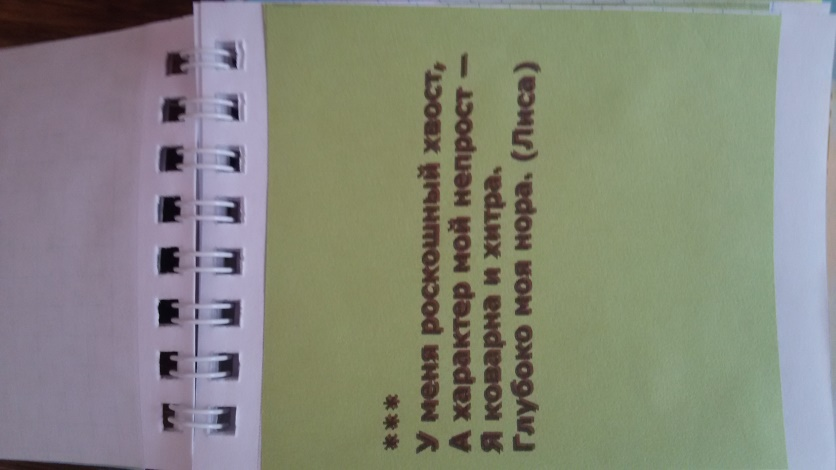 ***
У меня роскошный хвост,
А характер мой непрост –
Я коварна и хитра.
Глубоко моя нора. (Лиса)